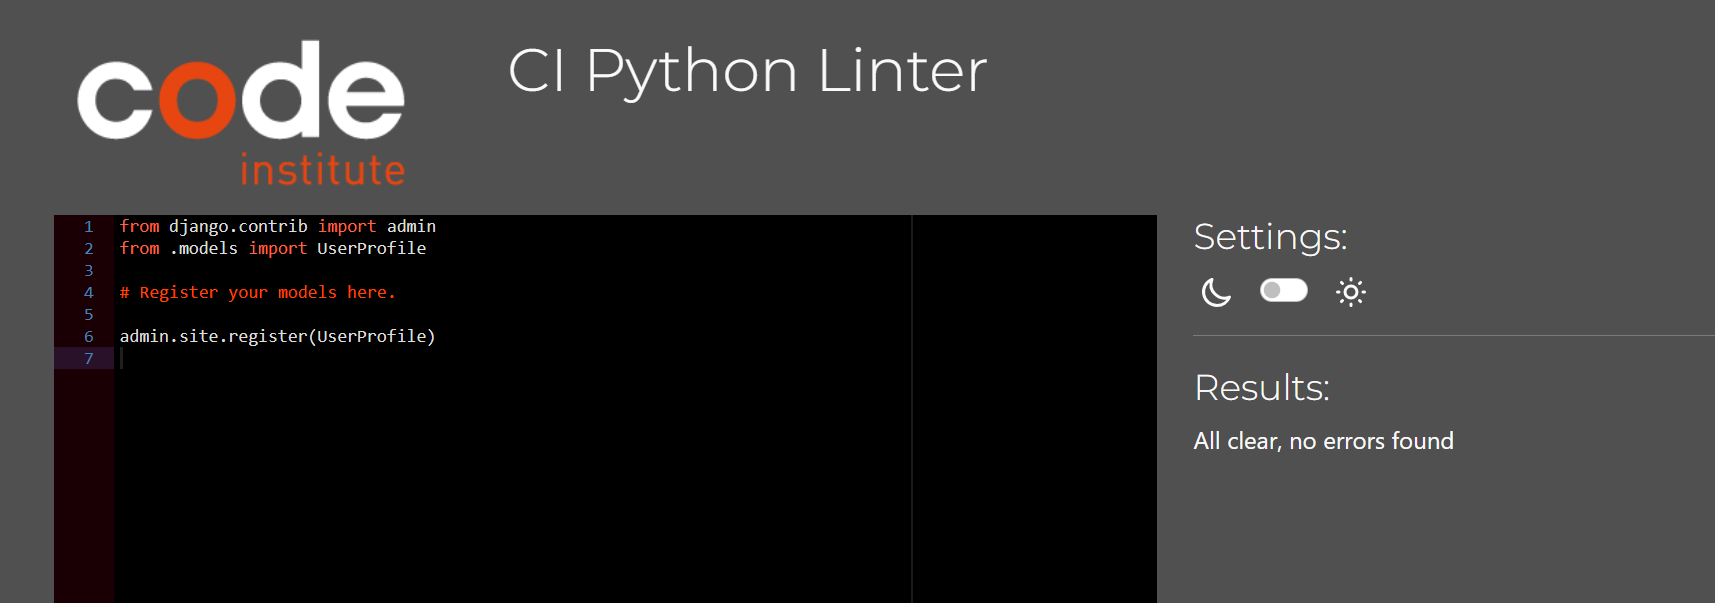 code
institute
CI Python Linter
1 from django.contrib import admin
2 from .models import UserProfile
3
4 # Register your models here.
5
6 admin.site.register(UserProfile)
7
Settings:
Results:
All clear, no errors found